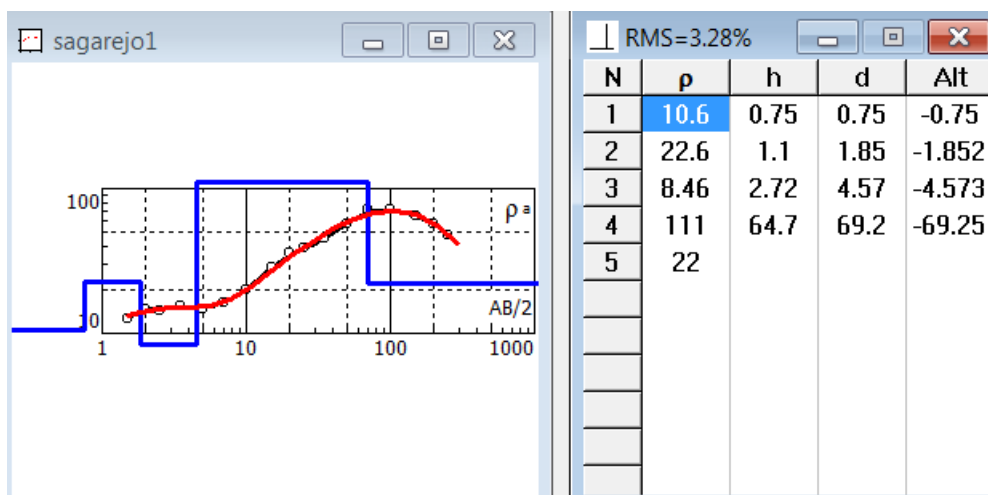 sagarejo1
100
10
ρa
AB/2
1 10 100 1000
RMS=3.28%
N ρ h d Alt
1 10.6 0.75 0.75 -0.75
2 22.6 1.1 1.85 -1.852
3 8.46 2.72 4.57 -4.573
4 111 64.7 69.2 -69.25
5 22